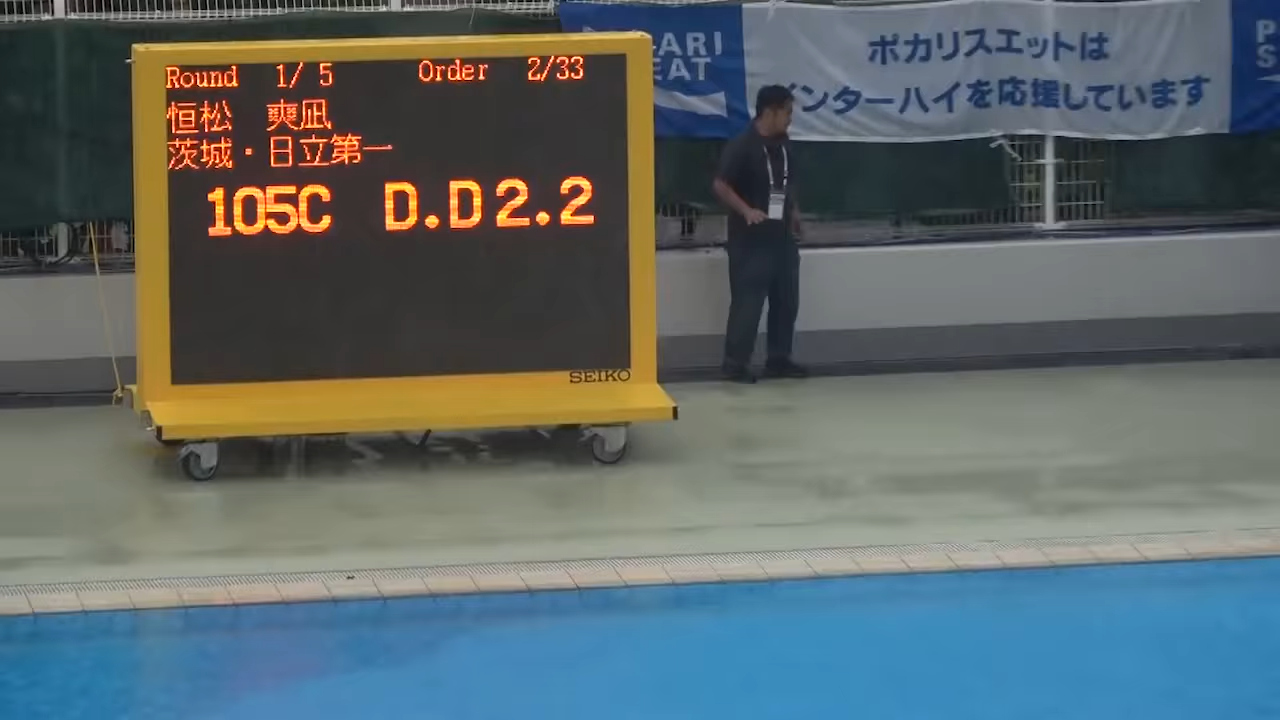 Round 1/ 5 Order 2/33
恒松 爽凪
茨城・日立第一
105C D.D2.2
SEIKO
ポカリスエットは
インターハイを応援しています